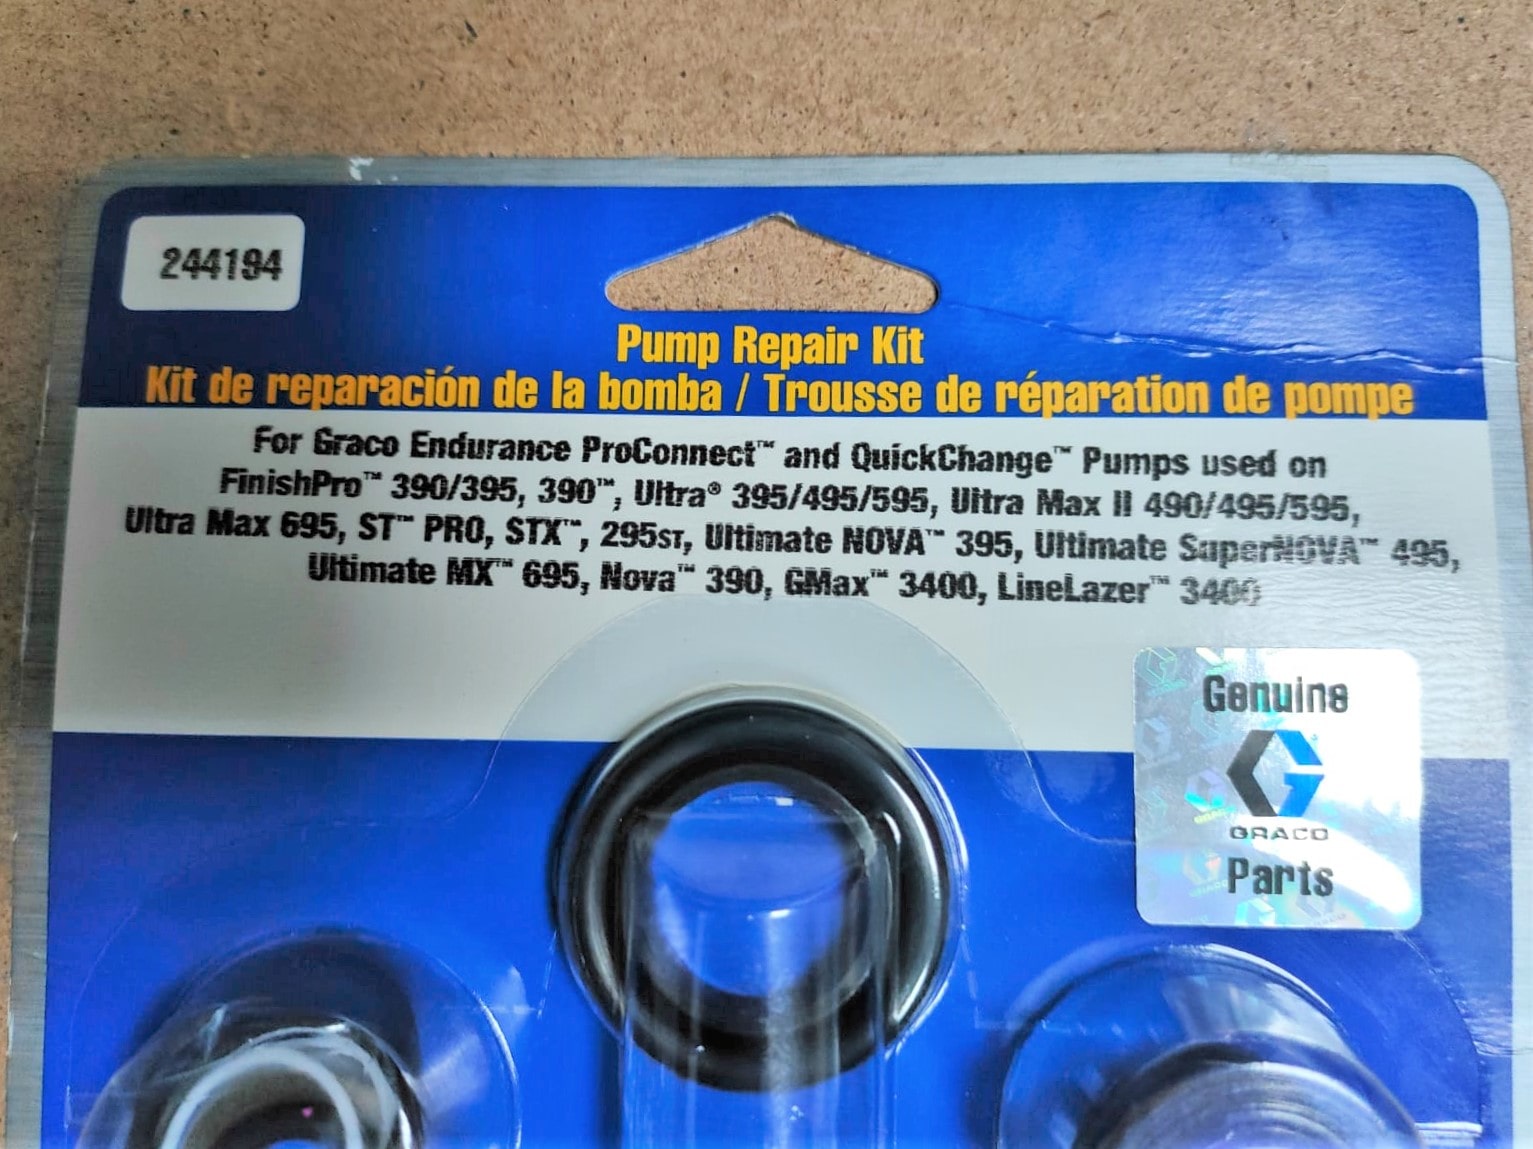 244194
Pump Repair Kit
Kit de reparación de la bomba / Trousse de réparation de pompe
For Graco Endurance ProConnect™ and QuickChange™ Pumps used on
FinishPro™ 390/395, 390™, Ultra® 395/495/595, Ultra Max II 490/495/595,
Ultra Max 695, ST™ PRO, STX™, 295ST, Ultimate NOVA™ 395, Ultimate SuperNOVA™ 495,
Ultimate MX™ 695, Nova™ 390, GMax™ 3400, LineLazer™ 3400
Genuine
GRACO
Parts